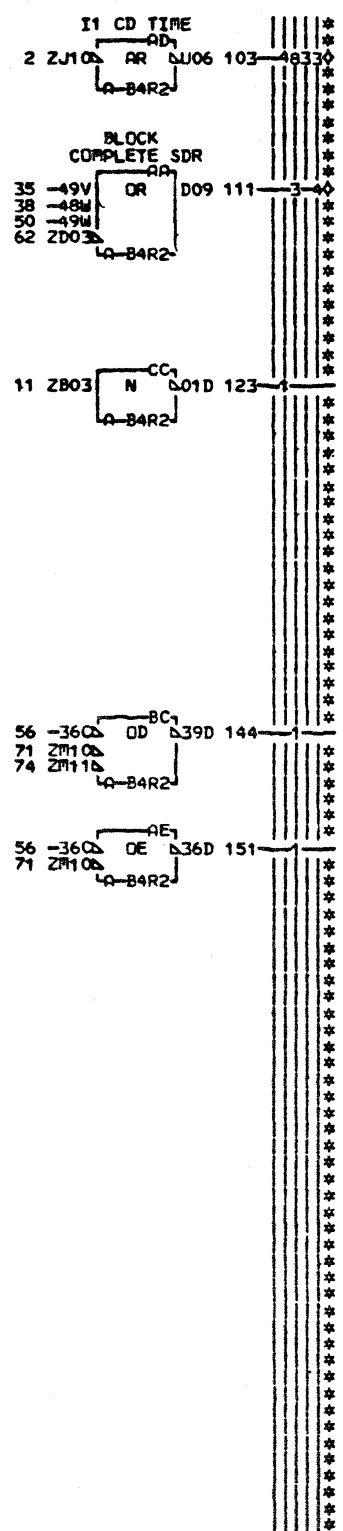 I1 CD TIME
AD
2 ZJ10 AR U06 103 4833
A-B4R2
BLOCK
COMPLETE SDR
AA
35 -49V OR D09 111 3 4
38 -48W
50 -49W
62 ZD03
A-B4R2
CC
11 ZB03 N 01D 123 1
A-B4R2
BC
56 -36C OD 39D 144 1
71 ZM10
74 ZM11
A-B4R2
AE
56 -36C OE 36D 151 1
71 ZM10
A-B4R2